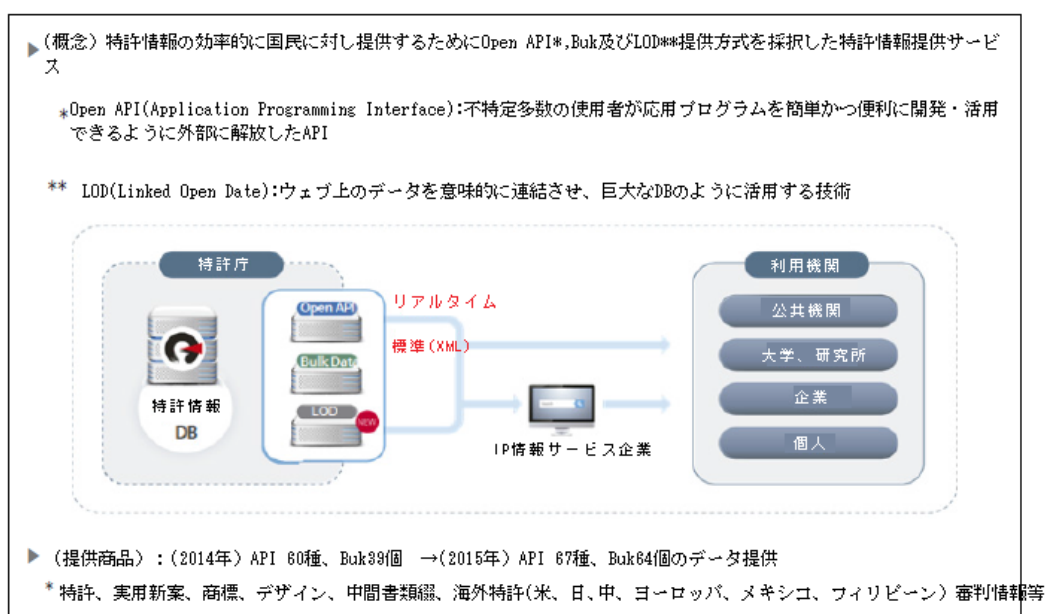 (概念) 特許情報の効率的に国民に対し提供するためにOpen API*,Buk及びLOD**提供方式を採択した特許情報提供サービ
ス
*Open API(Application Programming Interface):不特定多数の使用者が応用プログラムを簡単かつ便利に開発・活用
できるように外部に解放したAPI
** LOD(Linked Open Date):ウェブ上のデータを意味的に連結させ、巨大なDBのように活用する技術
特許庁
利用機関
Open API
リアルタイム
公共機関
標準(XML)
Bulk Data
大学、研究所
特許情報
DB
企業
LOD
NEW
IP情報サービス企業
個人
(提供商品) : (2014年) API 60種、Buk39個 →(2015年) API 67種、Buk64個のデータ提供
* 特許、実用新案、商標、デザイン、中間書類綴、海外特許(米、日、中、ヨーロッパ、メキシコ、フィリビーン) 審判情報等